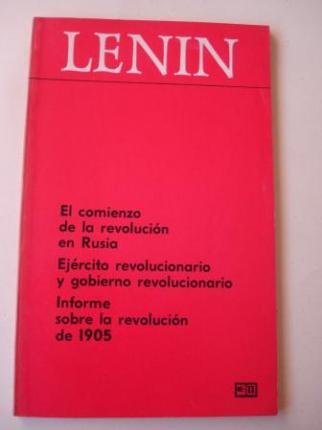 LENIN
El comienzo
de la revolución
en Rusia
Ejército revolucionario
y gobierno revolucionario
Informe
sobre la revolución
de 1905